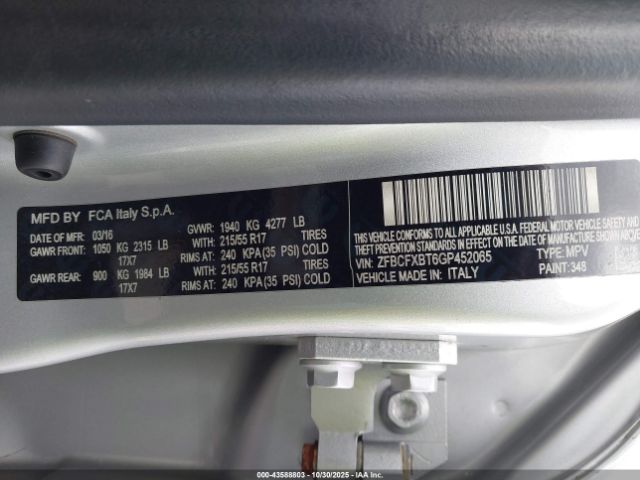 MFD BY FCA Italy S.p.A.
DATE OF MFR: 03/16 GVWR: 1940 KG 4277 LB
GAWR FRONT: 1050 KG 2315 LB WITH: 215/55 R17 TIRES
17X7 RIMS AT: 240 KPA(35 PSI) COLD
GAWR REAR: 900 KG 1984 LB WITH: 215/55 R17 TIRES
17X7 RIMS AT: 240 KPA(35 PSI) COLD
THIS VEHICLE CONFORMS TO ALL APPLICABLE U.S.A. FEDERAL MOTOR VEHICLE SAFETY, BUMPER, AND
THEFT PREVENTION STANDARDS IN EFFECT ON THE DATE OF MANUFACTURE SHOWN ABOVE.
VIN: ZFBCFXBT6GP452065 TYPE: MPV
VEHICLE MADE IN: ITALY PAINT: 348
000-43588803 - 10/30/2025 - IAAI.COM